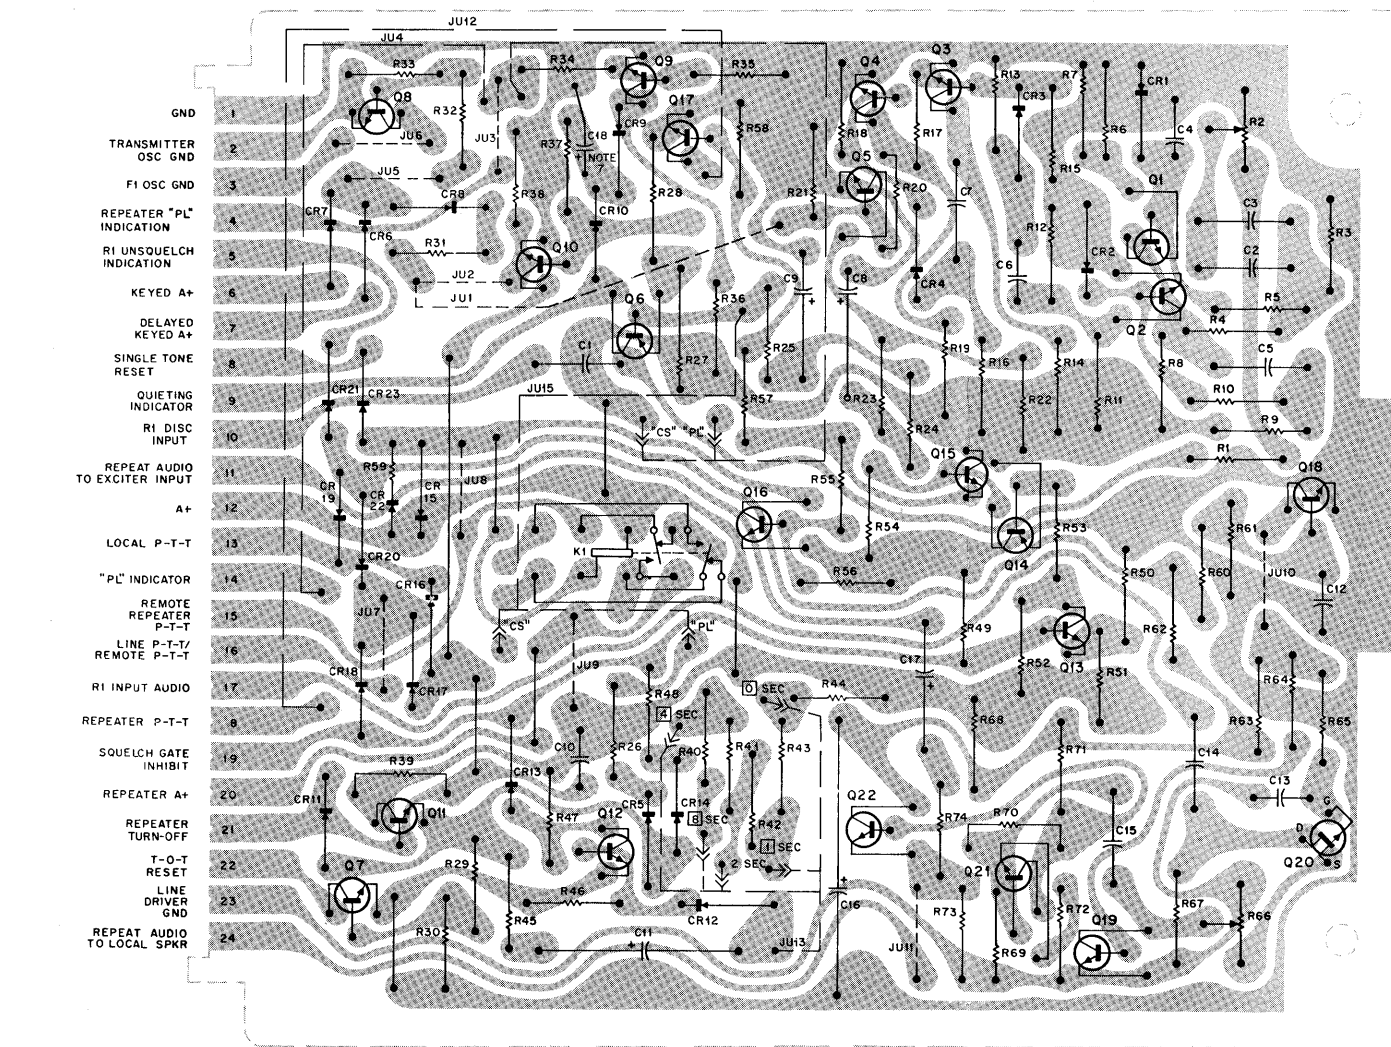 JU12
JU4
R33
R34
Q9
R35
Q4
Q3
R13
R7
CR1
Q8
R32
Q17
CR3
GND 1
JU6
JU3
R37
C18
CR9
R58
R18
R17
R6
C4
R2
TRANSMITTER
OSC GND 2
NOTE
7
Q5
R15
F1 OSC GND 3
JU5
CR8
R38
R28
R21
R20
C7
Q1
REPEATER "PL"
INDICATION 4
CR7
CR6
CR10
R12
C3
R3
R1 UNSQUELCH
INDICATION 5
R31
Q10
CR2
C2
KEYED A+ 6
JU2
JU1
Q6
R36
C9
+
C8
+
CR4
C6
R5
DELAYED
KEYED A+ 7
Q2
R4
SINGLE TONE
RESET 8
C1
R27
R25
R19
R16
R14
R8
C5
QUIETING
INDICATOR 9
CR21
CR23
JU15
R57
R23
R22
R11
R10
R1 DISC
INPUT 10
"CS"
"PL"
R24
R9
REPEAT AUDIO
TO EXCITER INPUT 11
R59
CR
19
CR
22
CR
15
JU8
R55
Q15
R1
Q18
A+ 12
Q16
LOCAL P-T-T 13
CR20
K1
R54
Q14
R53
R61
"PL" INDICATOR 14
CR16
R56
R50
R60
JU10
C12
REMOTE
REPEATER
P-T-T 15
JU7
"CS"
"PL"
R49
Q13
R62
LINE P-T-T/
REMOTE P-T-T 16
CR18
JU9
C17
+
R52
R51
R1 INPUT AUDIO 17
CR17
R48
0 SEC
R44
R64
REPEATER P-T-T 8
4 SEC
R68
R63
R65
SQUELCH GATE
INHIBIT 19
R39
C10
R26
R40
R41
R43
R71
C14
REPEATER A+ 20
CR11
Q11
CR13
CR5
CR14
C13
REPEATER
TURN-OFF 21
R47
Q12
8 SEC
R42
Q22
R74
R70
C15
G
D
S
Q20
T-O-T
RESET 22
Q7
R29
2 SEC
1 SEC
Q21
LINE
DRIVER
GND 23
R46
CR12
+
C16
R73
R72
R67
R66
REPEAT AUDIO
TO LOCAL SPKR 24
R30
R45
+
C11
JU13
JU11
R69
Q19